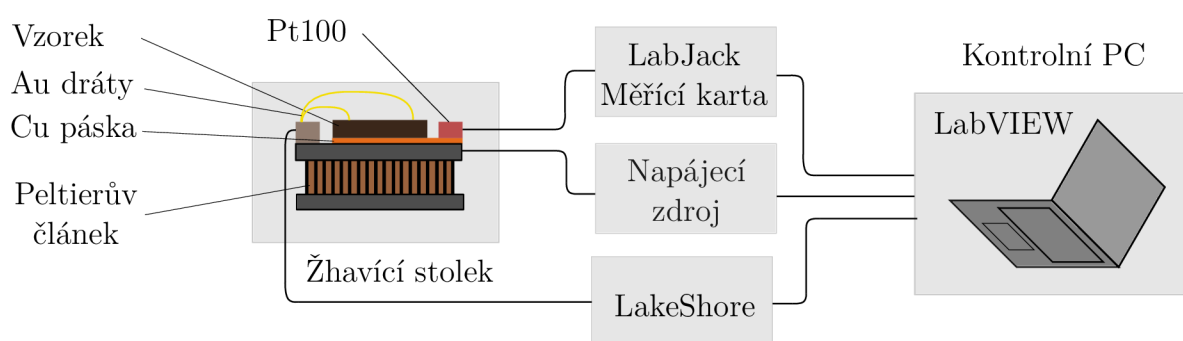 Vzorek
Au dráty
Cu páska
Peltierův
článek
Pt100
Žhavící stolek
LabJack
Měřící karta
Napájecí
zdroj
LakeShore
Kontrolní PC
LabVIEW